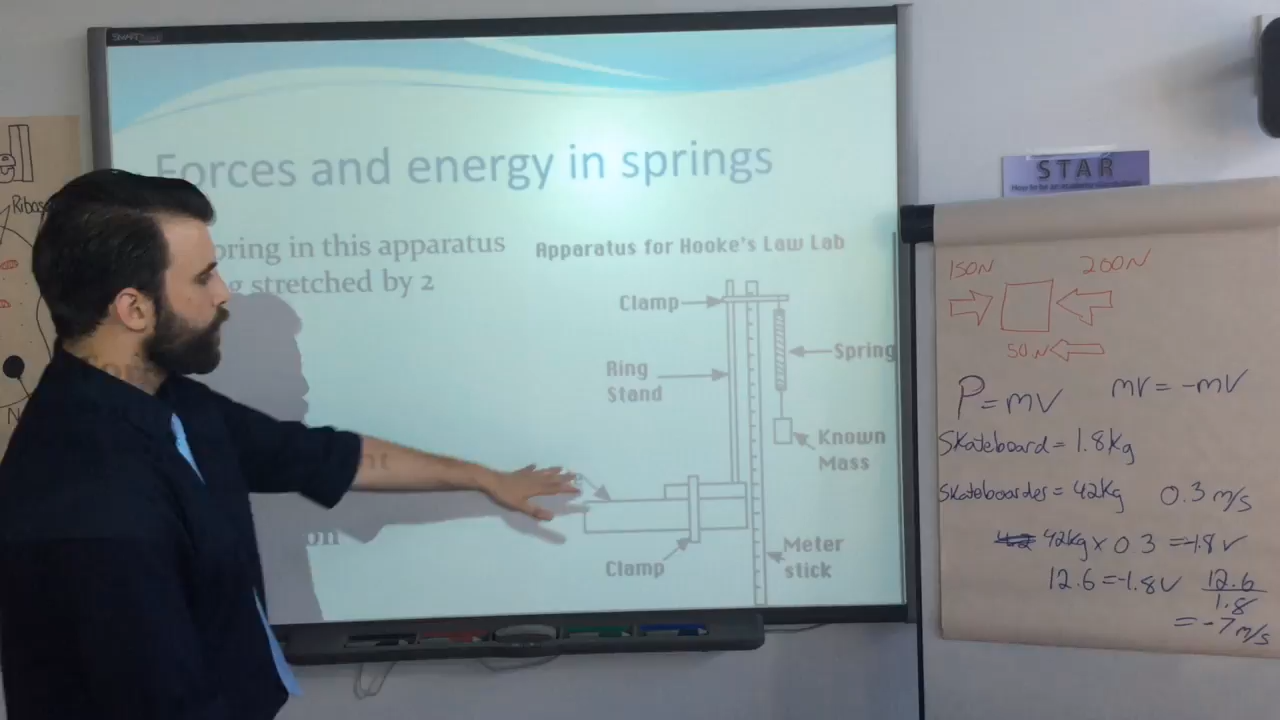 Forces and energy in springs
in this apparatus
stretched by 2
Apparatus for Hooke's Law Lab
Clamp
Spring
Ring
Stand
Known
Mass
Clamp
Meter
stick
STAR
150N
200N
50N
P=mv
mv = -mv
Skateboard = 1.8kg
Skateboarder = 42kg 0.3 m/s
42kg x 0.3 = -1.8v
12.6 = -1.8v 12.6
1.8
= -7 m/s